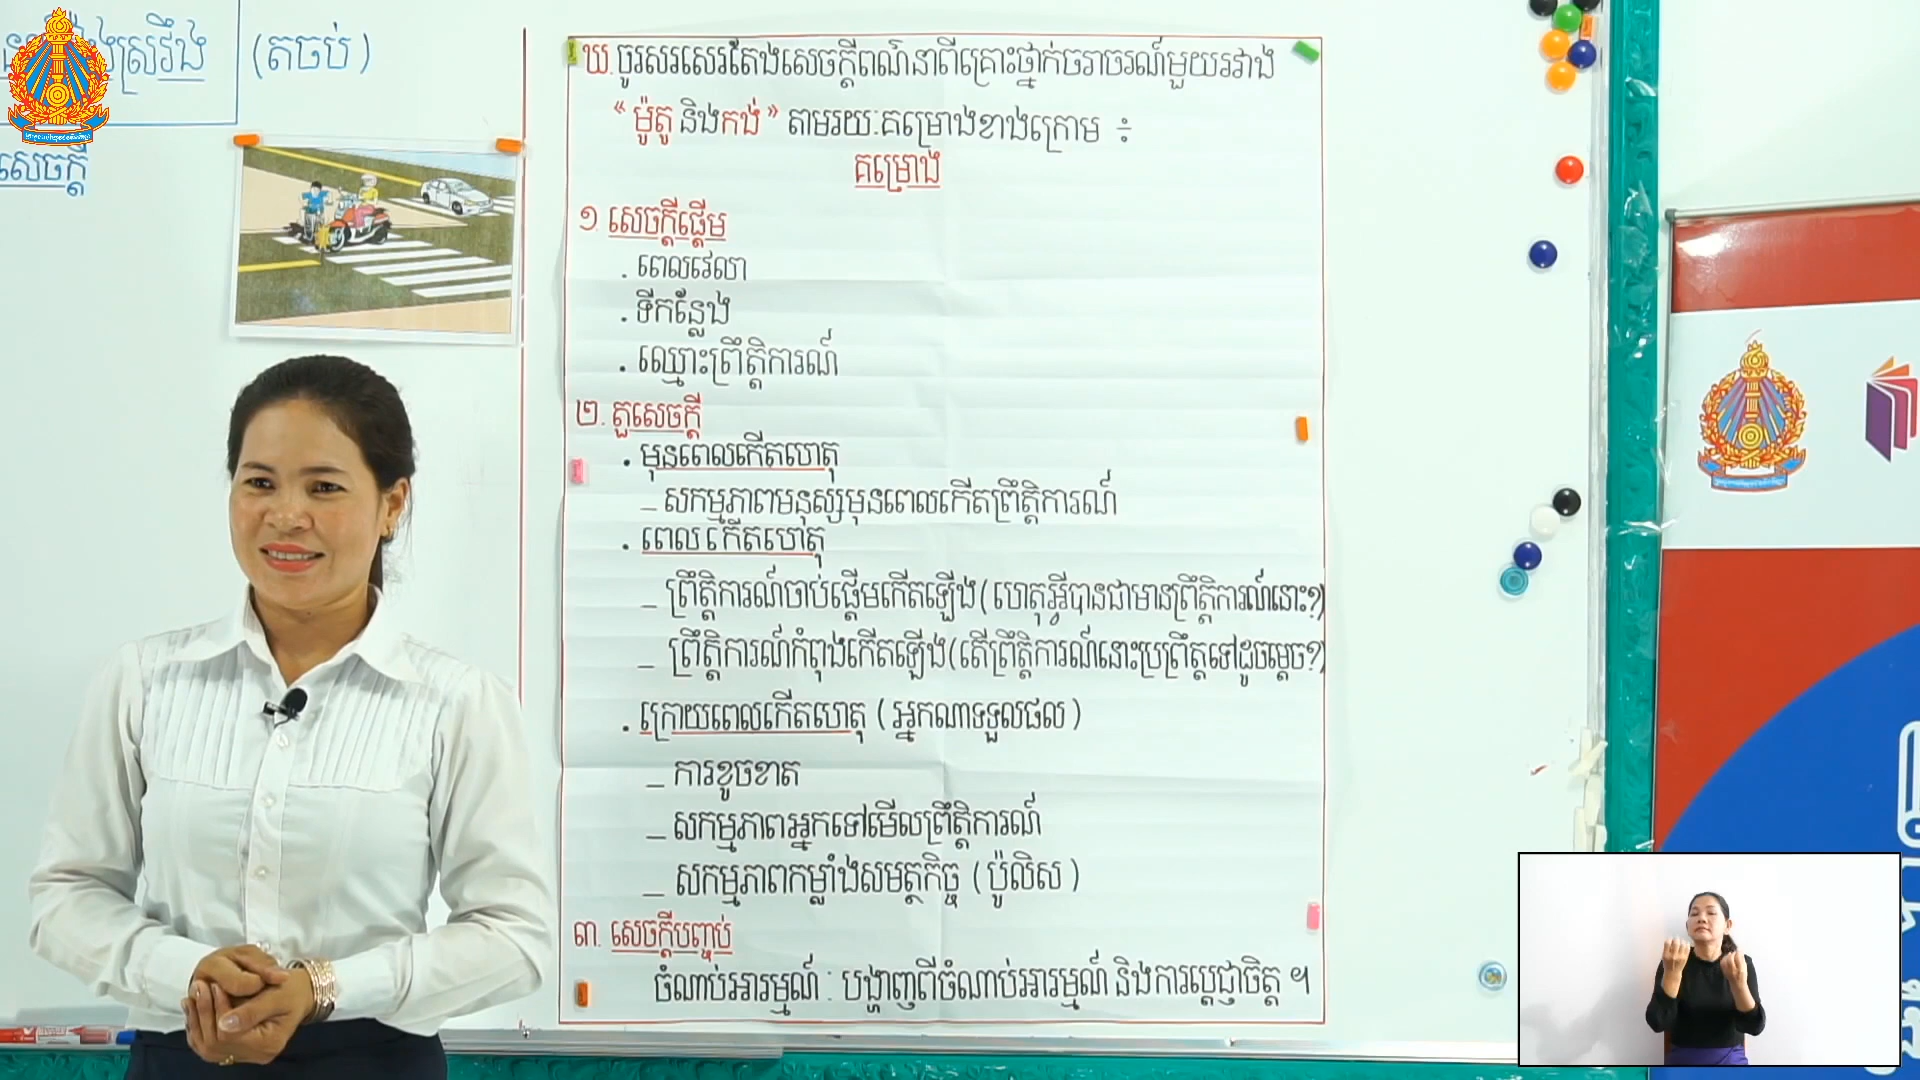 ស្រវឹង (តចប់)
សេចក្ដី
ឃ. ចូរសរសេរតែងសេចក្ដីពណ៌នាពីគ្រោះថ្នាក់ចរាចរណ៍មួយរវាង
“ ម៉ូតូ និងកង់ ” តាមរយៈគម្រោងខាងក្រោម ៖
គម្រោង
១ សេចក្ដីផ្ដើម
. ពេលវេលា
. ទីកន្លែង
. ឈ្មោះព្រឹត្តិការណ៍
២. តួសេចក្ដី
. មុនពេលកើតហេតុ
_ សកម្មភាពមនុស្សមុនពេលកើតព្រឹត្តិការណ៍
. ពេលកើតហេតុ
_ ព្រឹត្តិការណ៍ចាប់ផ្ដើមកើតឡើង(ហេតុអ្វីបានជាមានព្រឹត្តិការណ៍នោះ?)
_ ព្រឹត្តិការណ៍កំពុងកើតឡើង(តើព្រឹត្តិការណ៍នោះប្រព្រឹត្តទៅដូចម្ដេច?)
. ក្រោយពេលកើតហេតុ (អ្នកណាទទួលផល)
_ ការខូចខាត
_ សកម្មភាពអ្នកទៅមើលព្រឹត្តិការណ៍
_ សកម្មភាពកម្លាំងសមត្ថកិច្ច (ប៉ូលិស)
៣. សេចក្ដីបញ្ចប់
ចំណាប់អារម្មណ៍ : បង្ហាញពីចំណាប់អារម្មណ៍ និងការប្ដេជ្ញាចិត្ត ។